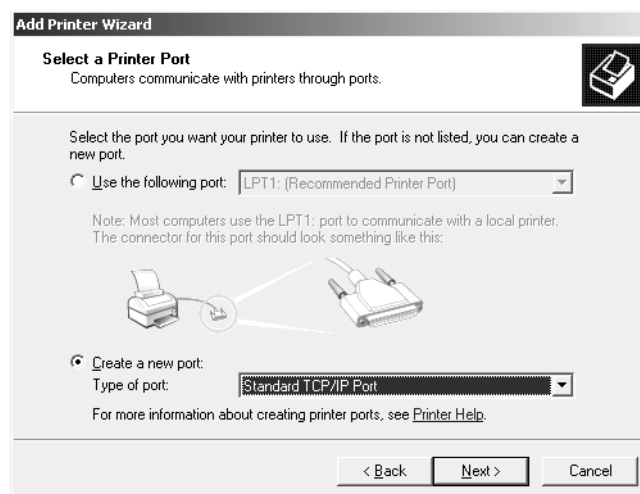 Add Printer Wizard
Select a Printer Port
Computers communicate with printers through ports.
Select the port you want your printer to use. If the port is not listed, you can create a
new port.
Use the following port: LPT1: (Recommended Printer Port)
Note: Most computers use the LPT1: port to communicate with a local printer.
The connector for this port should look something like this:
Create a new port:
Type of port: Standard TCP/IP Port
For more information about creating printer ports, see Printer Help.
< Back Next > Cancel